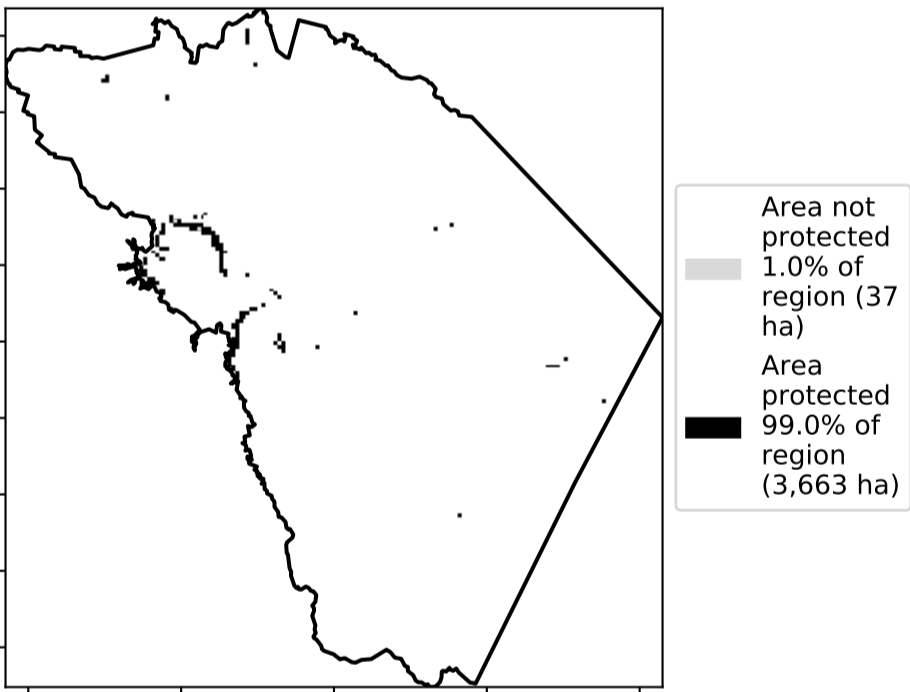 Area not
protected
1.0% of
region (37
ha)
Area
protected
99.0% of
region
(3,663 ha)